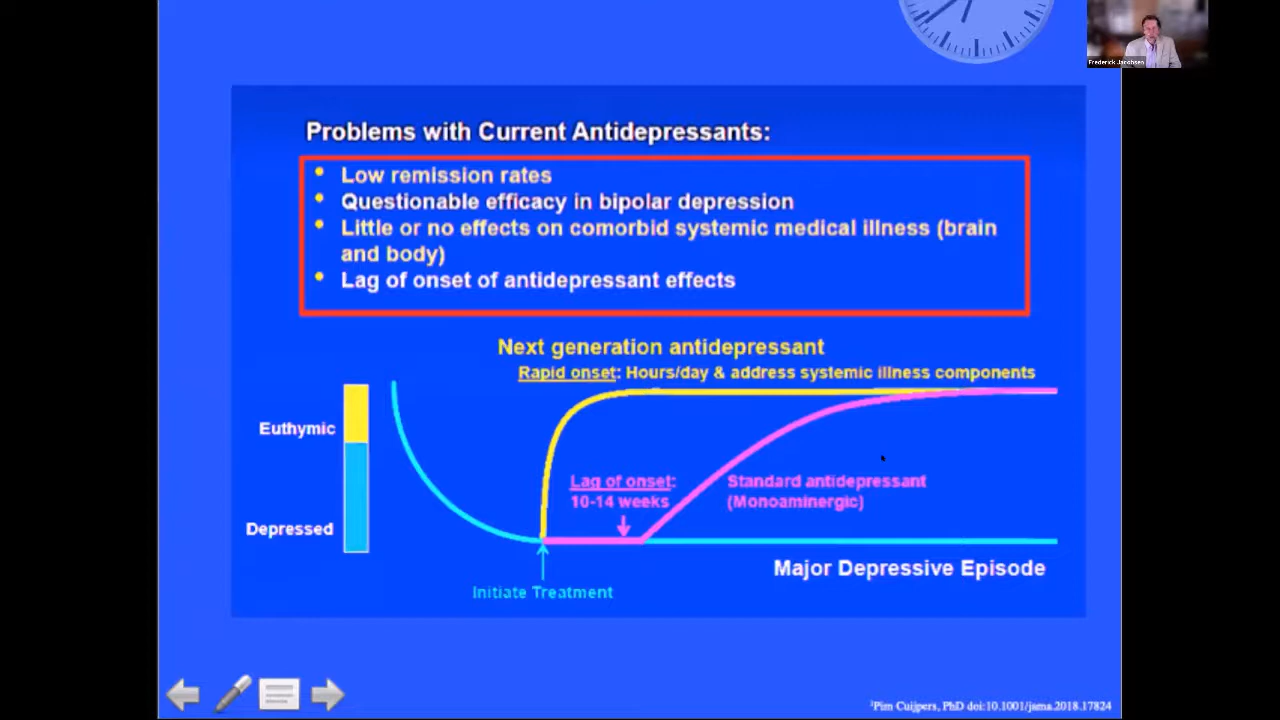 Frederick Jacobsen
Problems with Current Antidepressants:
• Low remission rates
• Questionable efficacy in bipolar depression
• Little or no effects on comorbid systemic medical illness (brain
and body)
• Lag of onset of antidepressant effects
Next generation antidepressant
Rapid onset: Hours/day & address systemic illness components
Euthymic
Depressed
Lag of onset:
10-14 weeks
Standard antidepressant
(Monoaminergic)
Major Depressive Episode
Initiate Treatment
¹Pim Cuijpers, PhD doi:10.1001/jama.2018.17824